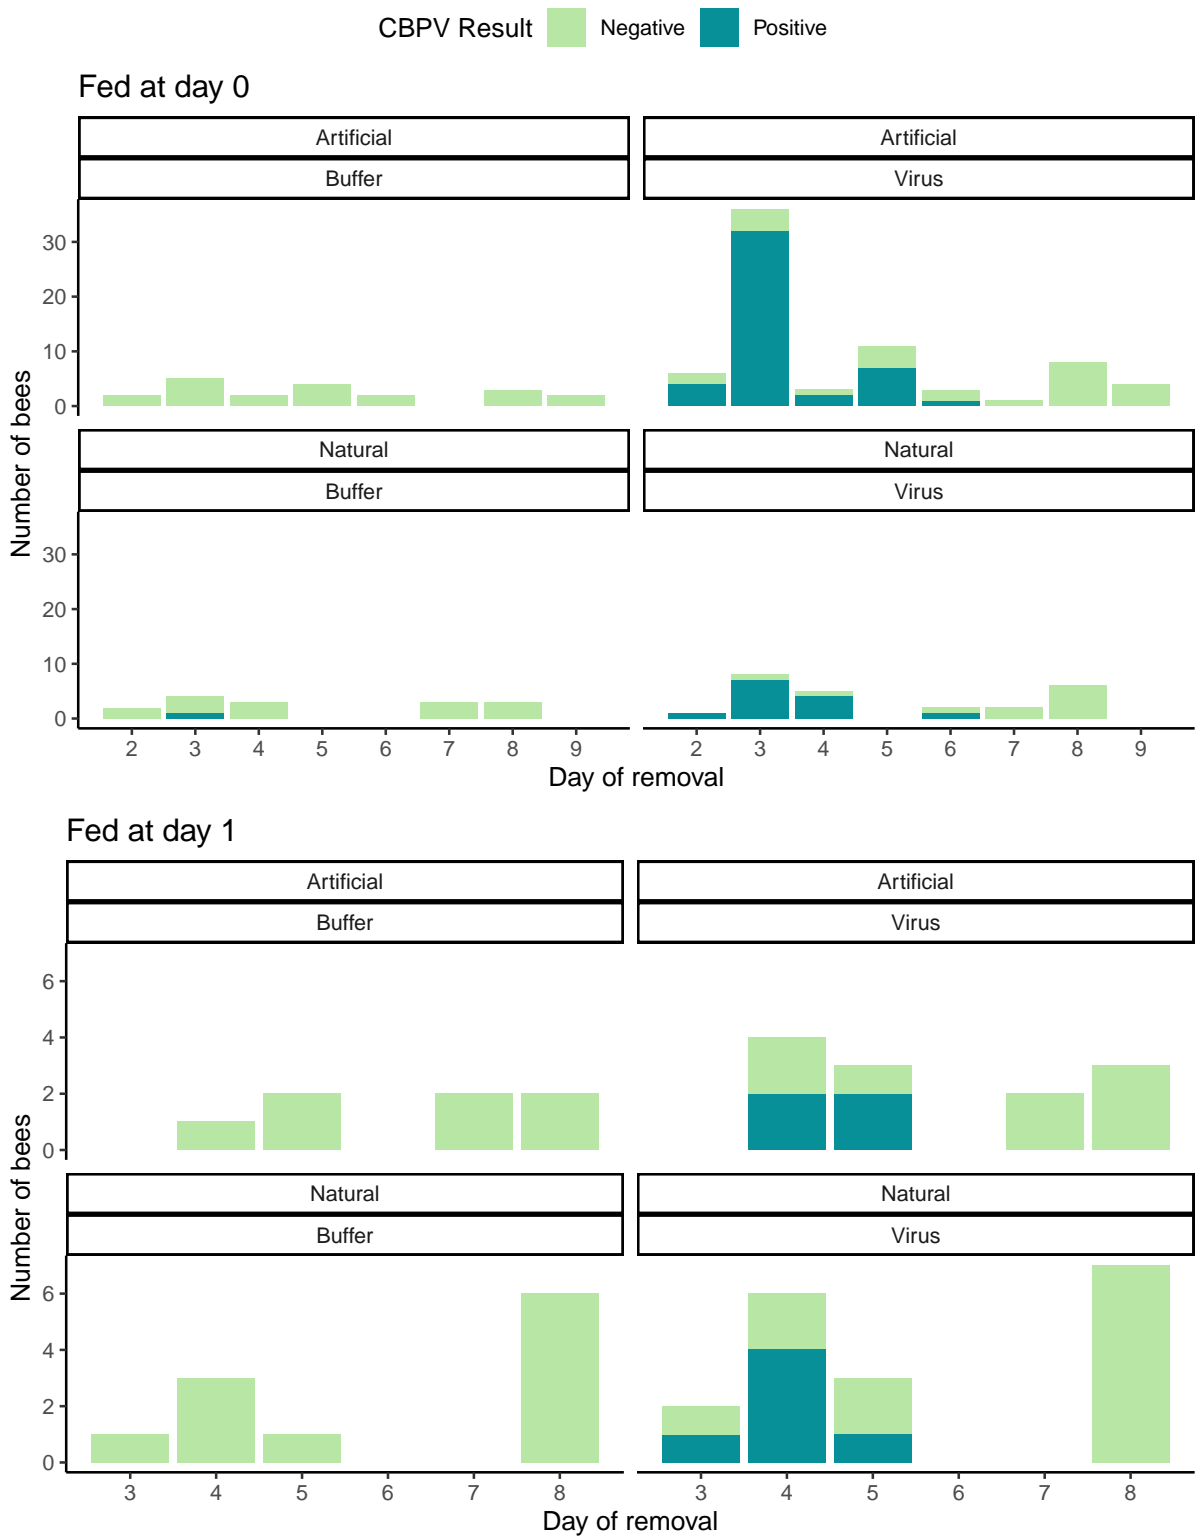 CBPV Result Negative Positive
Fed at day 0
Artificial Artificial
Buffer Virus
30
20
10
0
Natural Natural
Buffer Virus
30
20
10
0
2 3 4 5 6 7 8 9 2 3 4 5 6 7 8 9
Number of bees
Day of removal
Fed at day 1
Artificial Artificial
Buffer Virus
6
4
2
0
Natural Natural
Buffer Virus
6
4
2
0
3 4 5 6 7 8 3 4 5 6 7 8
Number of bees
Day of removal